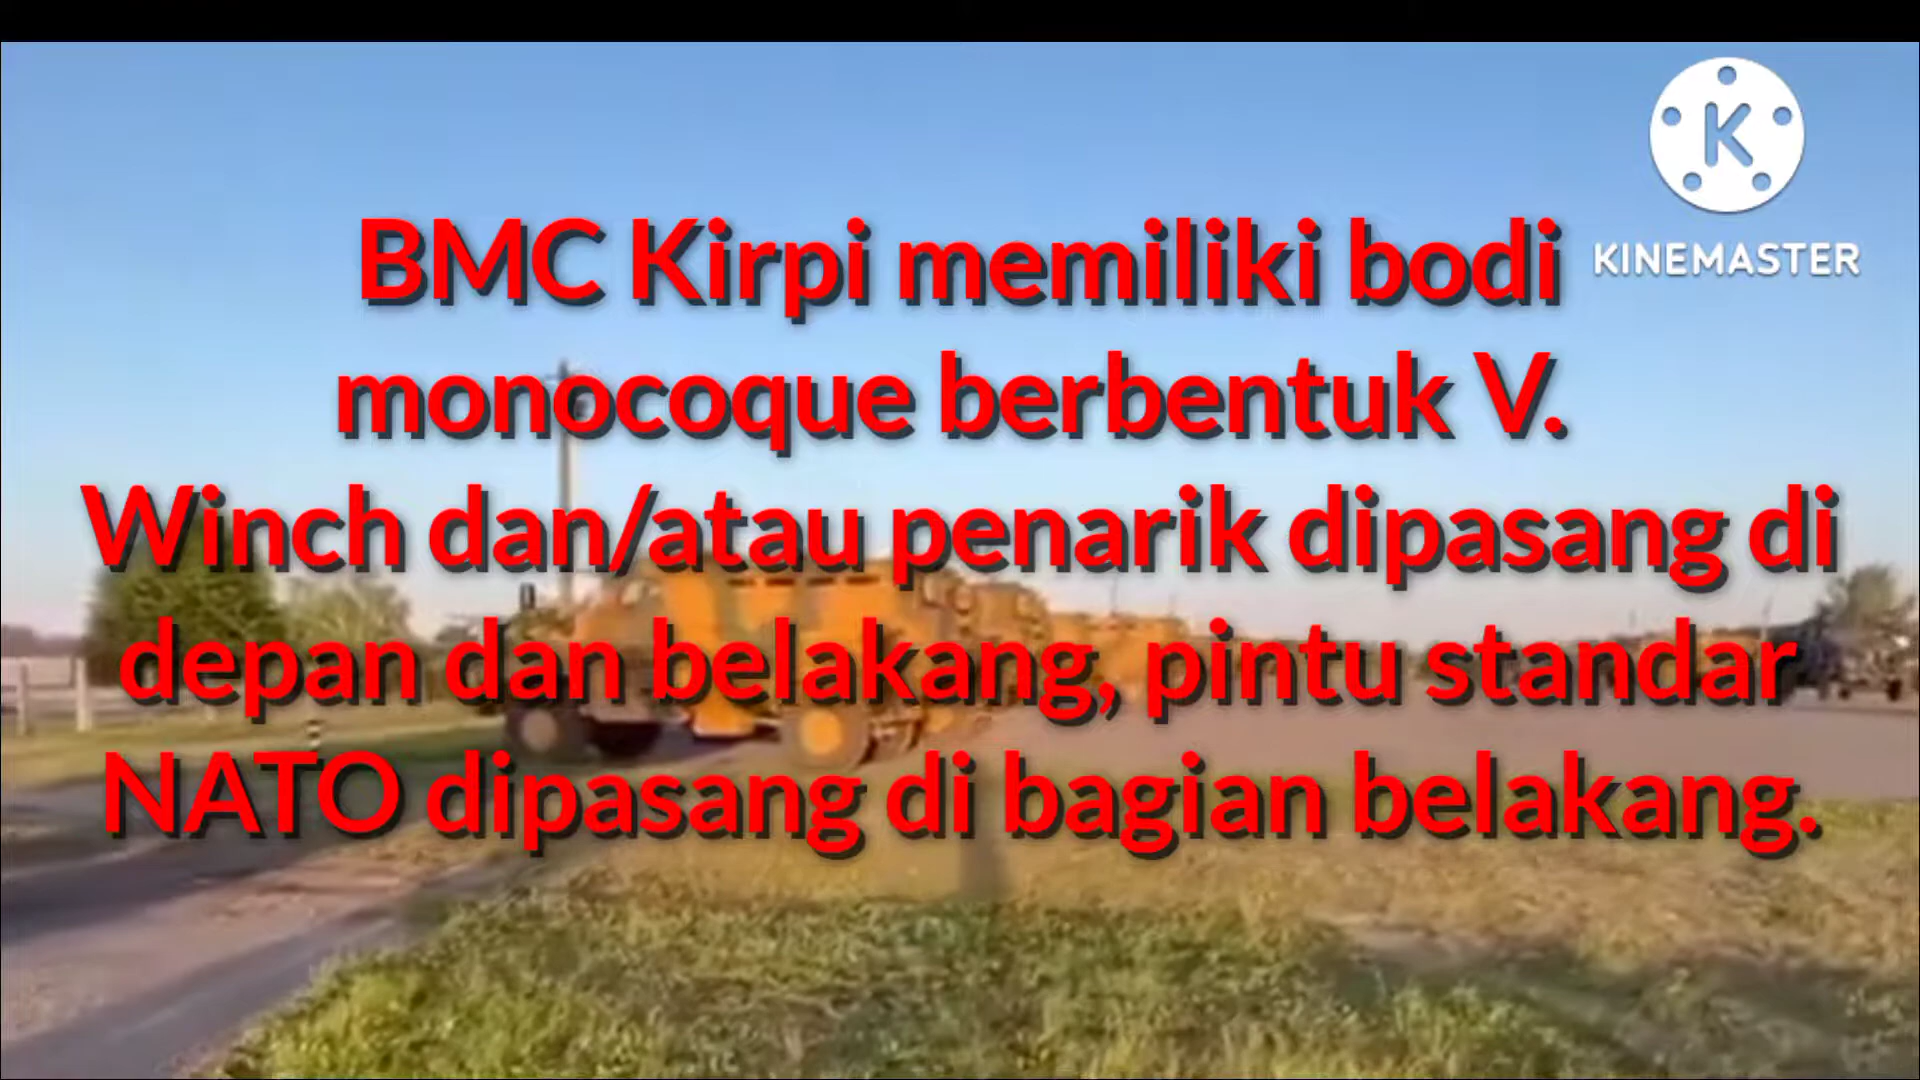 K
KINEMASTER
BMC Kirpi memiliki bodi
monocoque berbentuk V.
Winch dan/atau penarik dipasang di
depan dan belakang, pintu standar
NATO dipasang di bagian belakang.